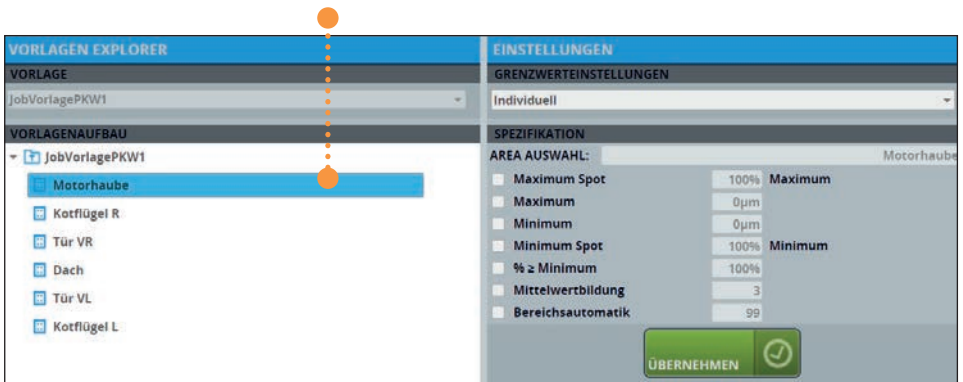 VORLAGEN EXPLORER
VORLAGE
JobVorlagePKW1
VORLAGENAUFBAU
JobVorlagePKW1
Motorhaube
Kotflügel R
Tür VR
Dach
Tür VL
Kotflügel L
EINSTELLUNGEN
GRENZWERTEINSTELLUNGEN
Individuell
SPEZIFIKATION
AREA AUSWAHL: Motorhaube
Maximum Spot 100% Maximum
Maximum 0µm
Minimum 0µm
Minimum Spot 100% Minimum
% ≥ Minimum 100%
Mittelwertbildung 3
Bereichsautomatik 99
ÜBERNEHMEN